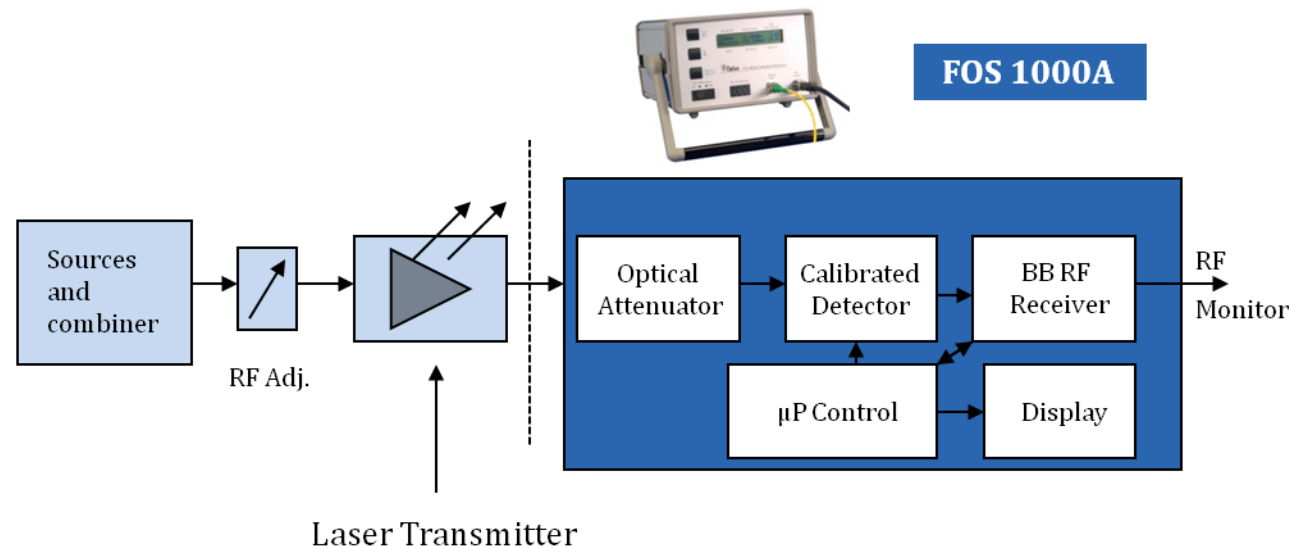 FOS 1000A
Sources
and
combiner
RF Adj.
Laser Transmitter
Optical
Attenuator
Calibrated
Detector
BB RF
Receiver
µP Control
Display
RF
Monitor